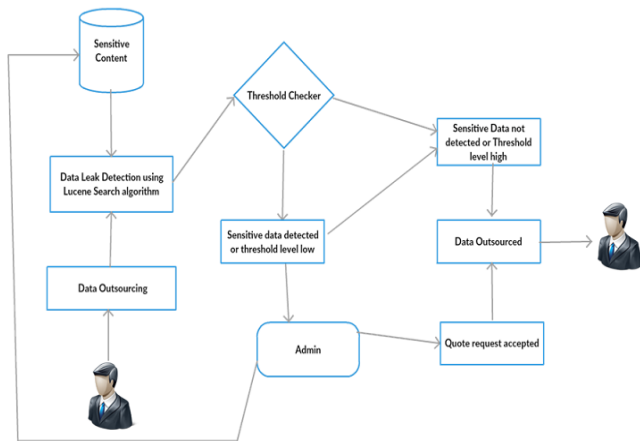 Sensitive
Content
Threshold Checker
Sensitive Data not
detected or Threshold
level high
Data Leak Detection using
Lucene Search algorithm
Sensitive data detected
or threshold level low
Data Outsourced
Data Outsourcing
Admin
Quote request accepted